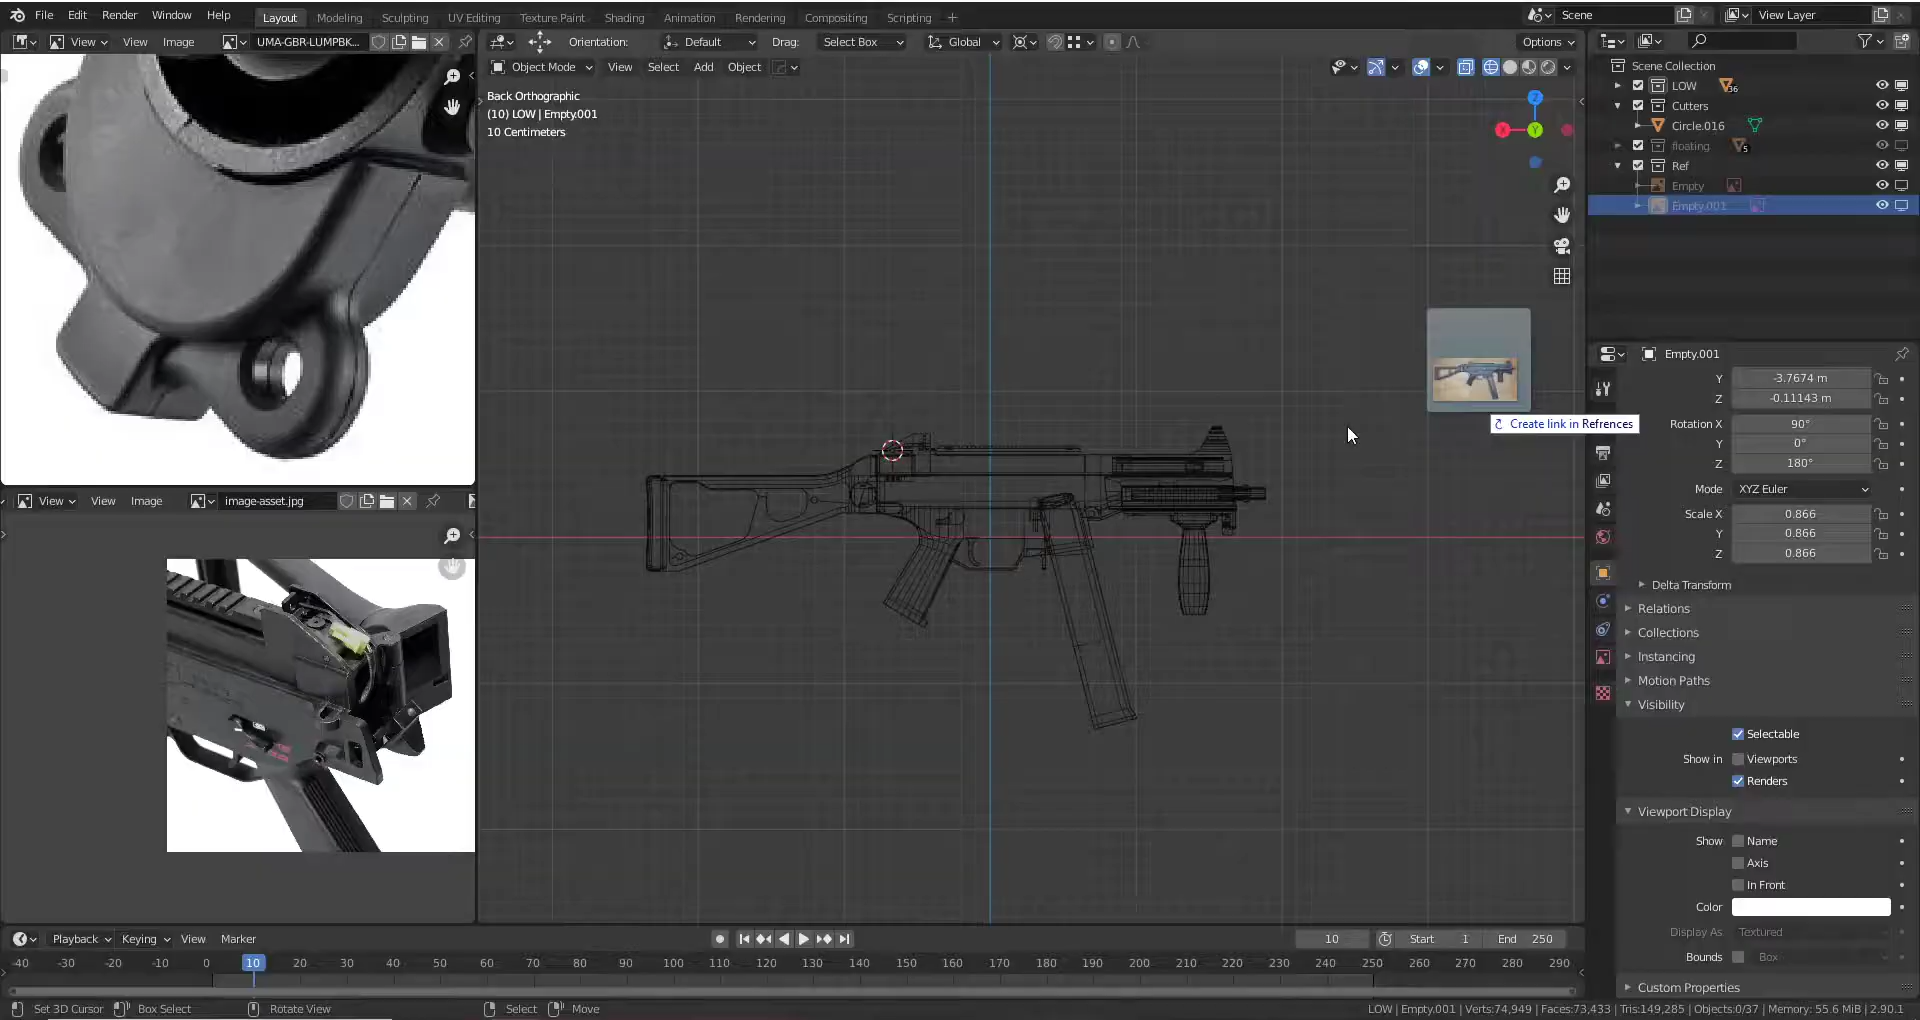 File Edit Render Window Help
Layout Modeling Sculpting UV Editing Texture Paint Shading Animation Rendering Compositing Scripting +
Scene View Layer
View View Image UMA-GBR-LUMPBK...
Orientation: Default Drag: Select Box Global Options
Object Mode View Select Add Object
Back Orthographic
(10) LOW | Empty.001
10 Centimeters
Z
X Y
Scene Collection
LOW 36
Cutters
Circle.016
floating 5
Ref
Empty
Empty.001
Create link in Refrences
View View Image image-asset.jpg
Empty.001
Y -3.7674 m
Z -0.11143 m
Rotation X 90°
Y 0°
Z 180°
Mode XYZ Euler
Scale X 0.866
Y 0.866
Z 0.866
Delta Transform
Relations
Collections
Instancing
Motion Paths
Visibility
Selectable
Show in Viewports
Renders
Viewport Display
Show Name
Axis
In Front
Color
Display As Textured
Bounds Box
Custom Properties
Playback Keying View Marker
10 Start 1 End 250
-40 -30 -20 -10 0 10 20 30 40 50 60 70 80 90 100 110 120 130 140 150 160 170 180 190 200 210 220 230 240 250 260 270 280 290
Set 3D Cursor Box Select Rotate View Select Move
LOW | Empty.001 | Verts:74,949 | Faces:73,433 | Tris:149,285 | Objects:0/37 | Memory: 55.6 MiB | 2.90.1